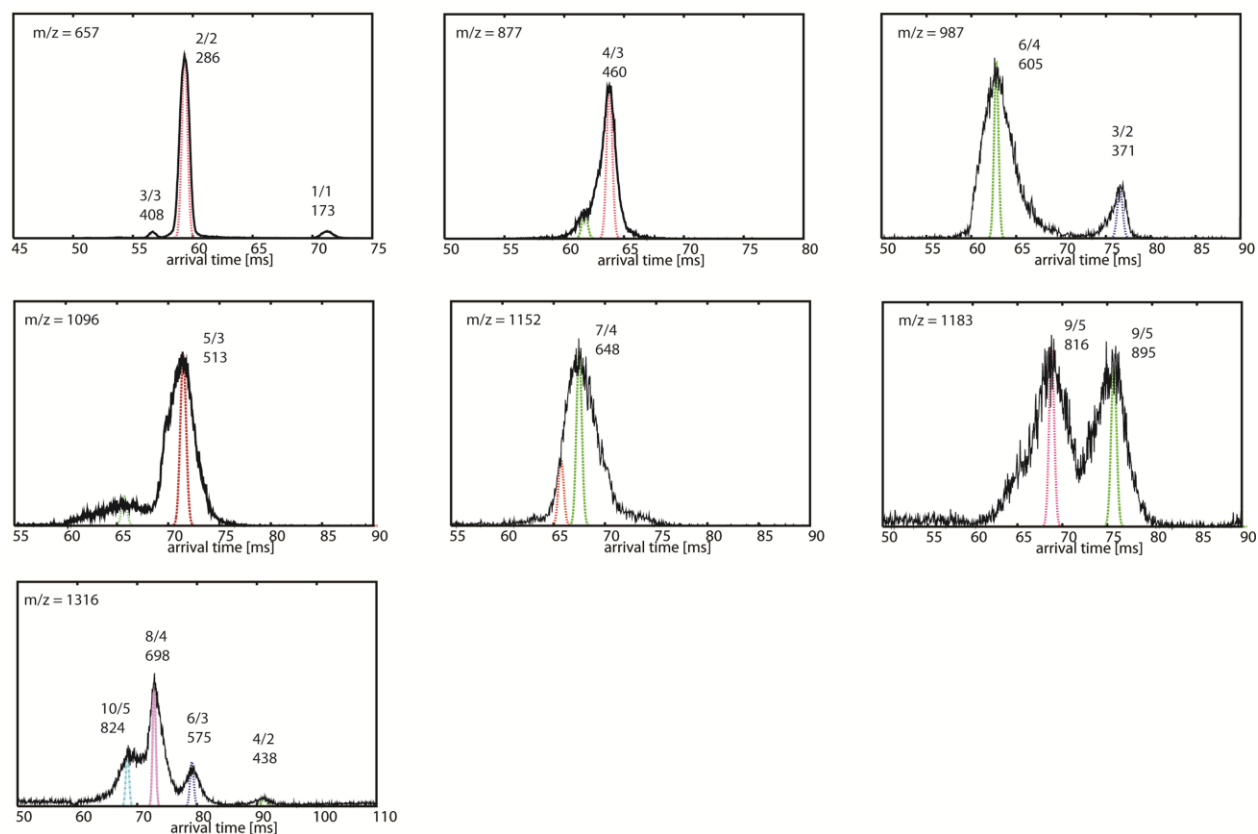 m/z = 657
2/2
286
3/3
408
1/1
173
45 50 55 60 65 70 75
arrival time [ms]
m/z = 877
4/3
460
50 55 60 65 70 75 80
arrival time [ms]
m/z = 987
6/4
605
3/2
371
50 55 60 65 70 75 80 85 90
arrival time [ms]
m/z = 1096
5/3
513
55 60 65 70 75 80 85 90
arrival time [ms]
m/z = 1152
7/4
648
55 60 65 70 75 80 85 90
arrival time [ms]
m/z = 1183
9/5
816
9/5
895
50 55 60 65 70 75 80 85 90
arrival time [ms]
m/z = 1316
10/5
824
8/4
698
6/3
575
4/2
438
50 60 70 80 90 100 110
arrival time [ms]